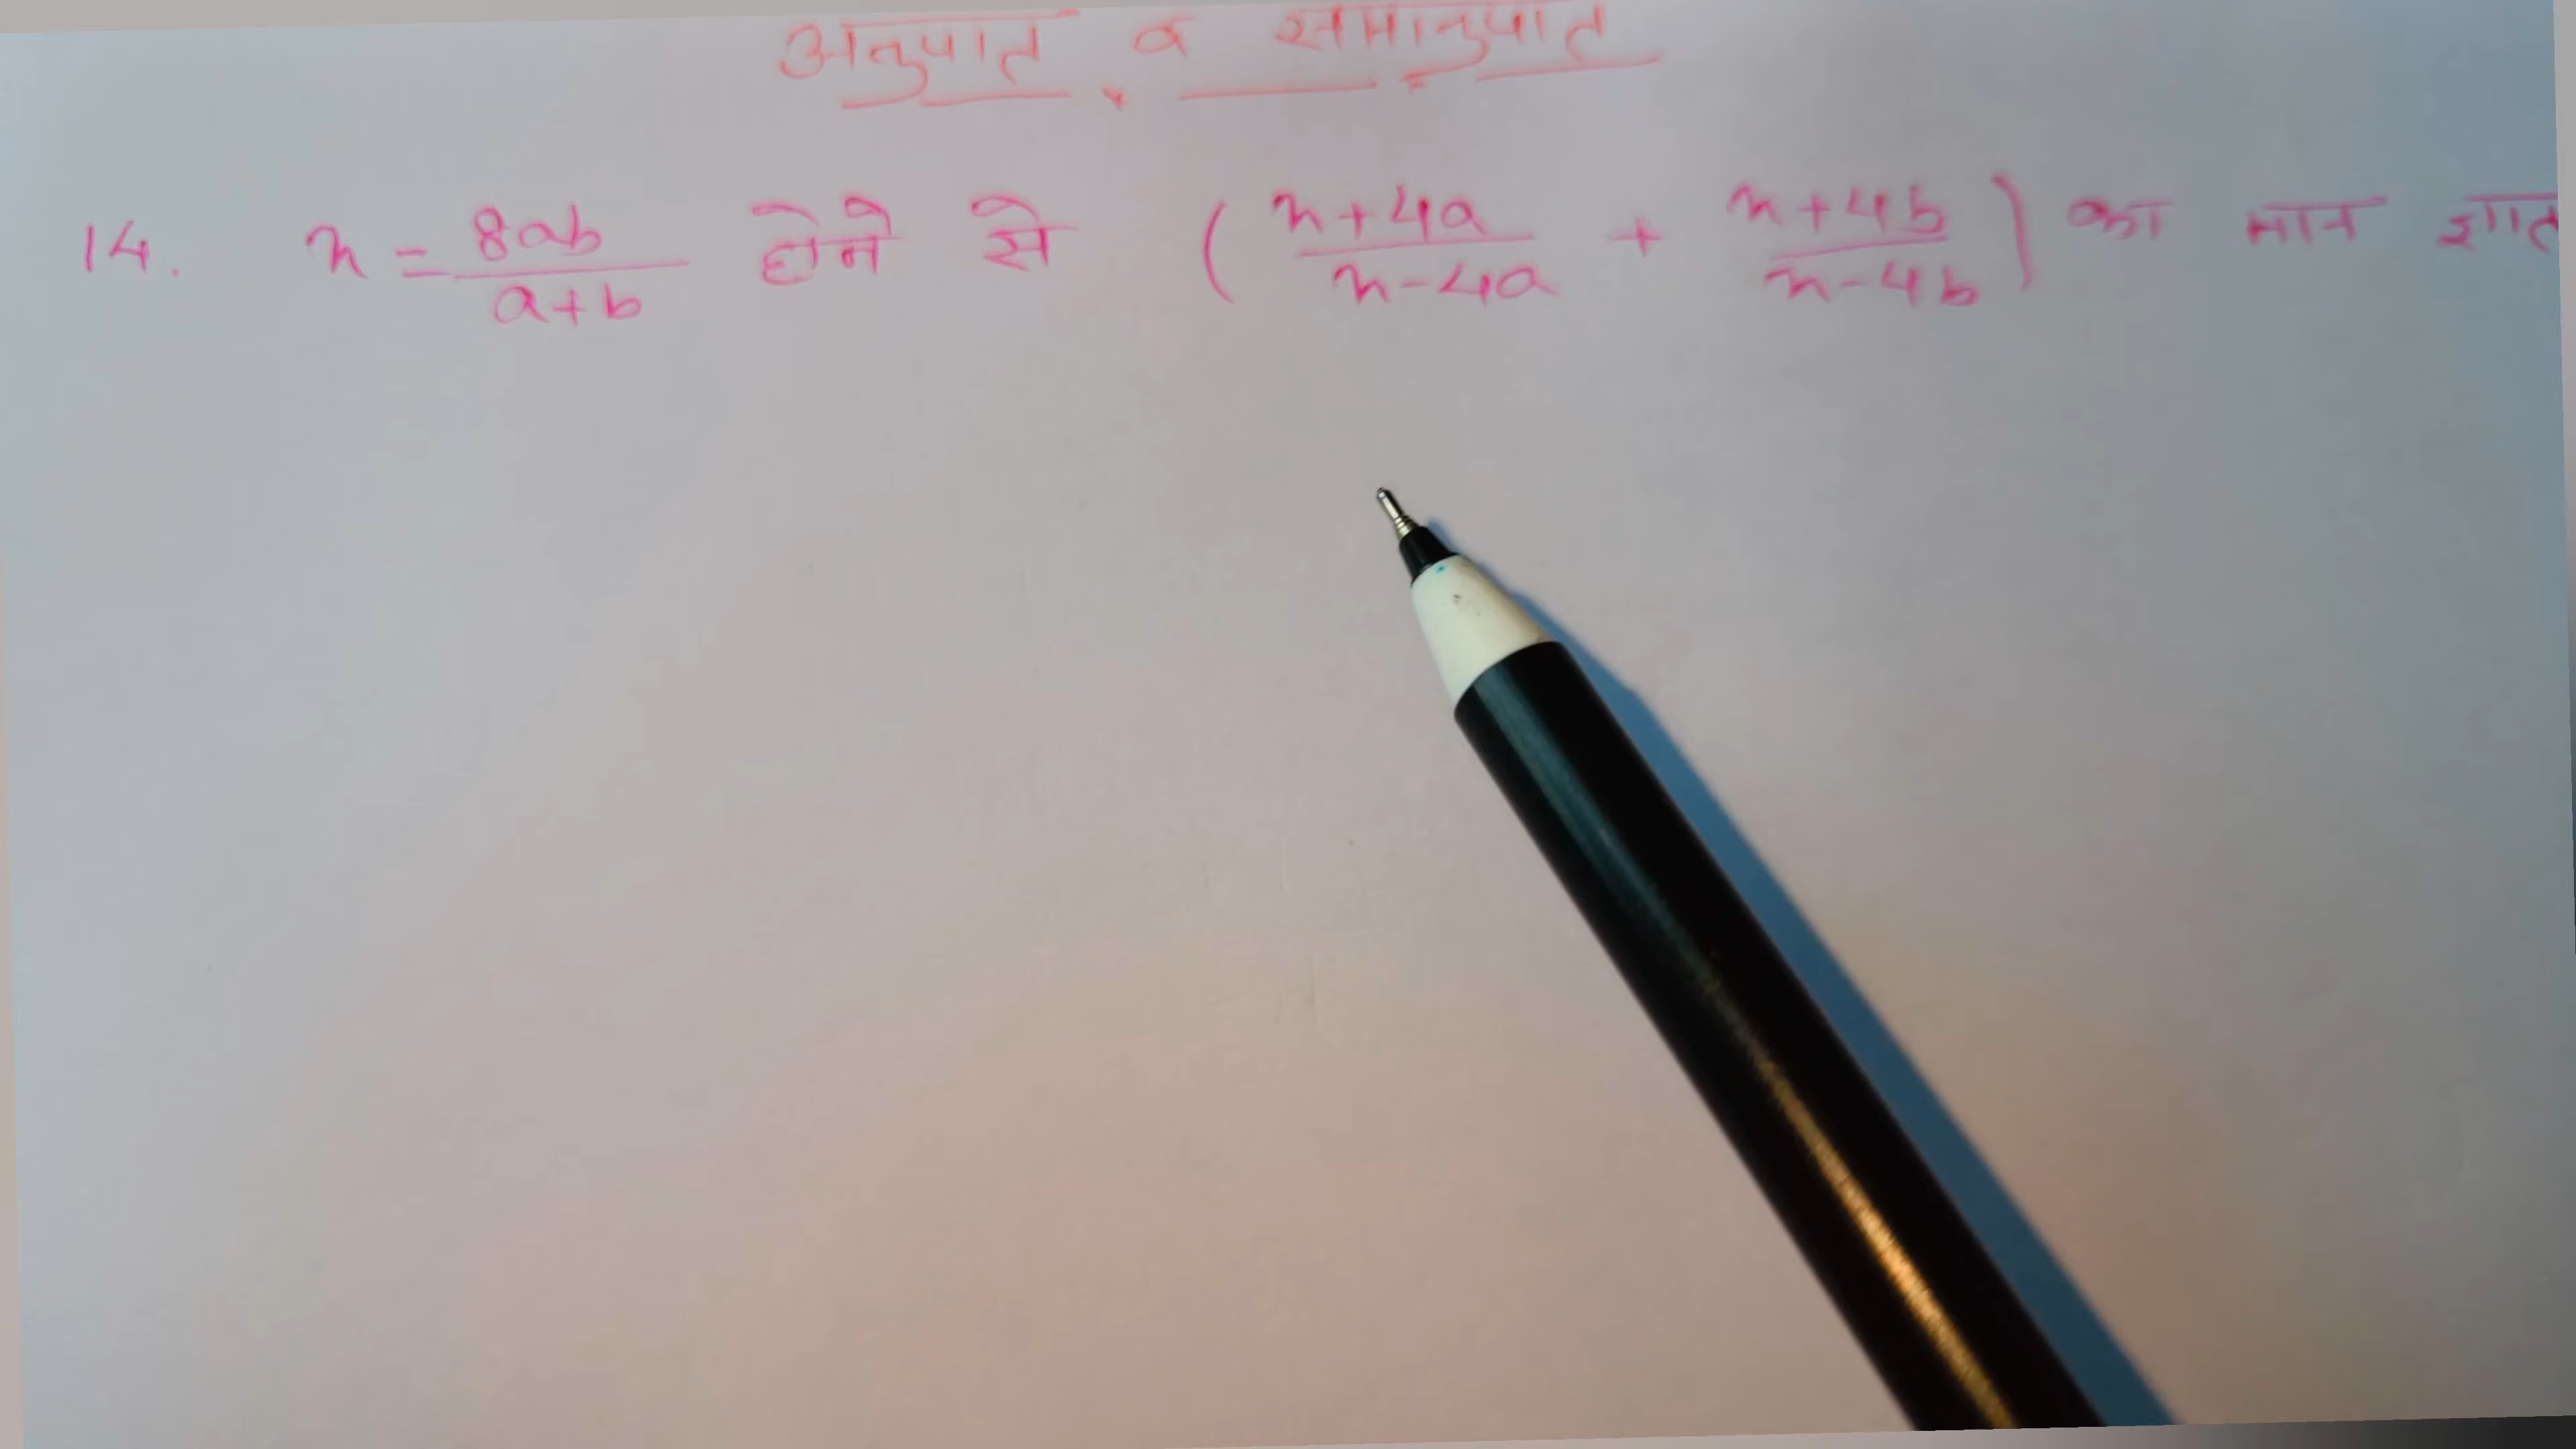 अनुपात व समानुपात
14. x = 8ab/a+b होने से (x+4a/x-4a + x+4b/x-4b) का मान ज्ञात